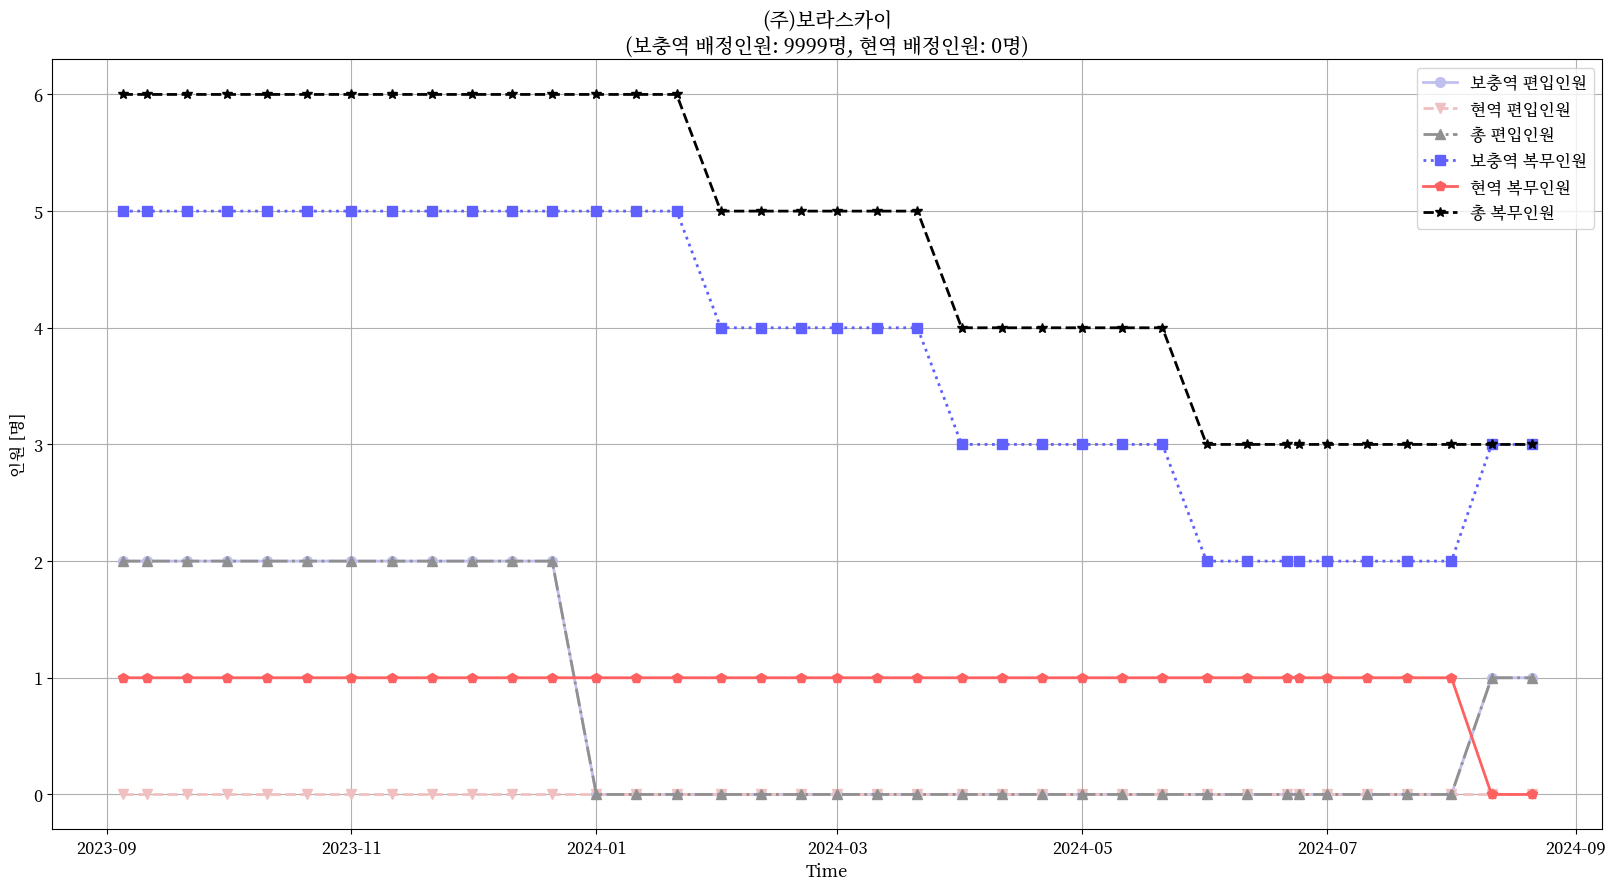 (주)보라스카이
(보충역 배정인원: 9999명, 현역 배정인원: 0명)
보충역 편입인원
현역 편입인원
총 편입인원
보충역 복무인원
현역 복무인원
총 복무인원
인원 [명]
6
5
4
3
2
1
0
2023-09
2023-11
2024-01
2024-03
2024-05
2024-07
2024-09
Time